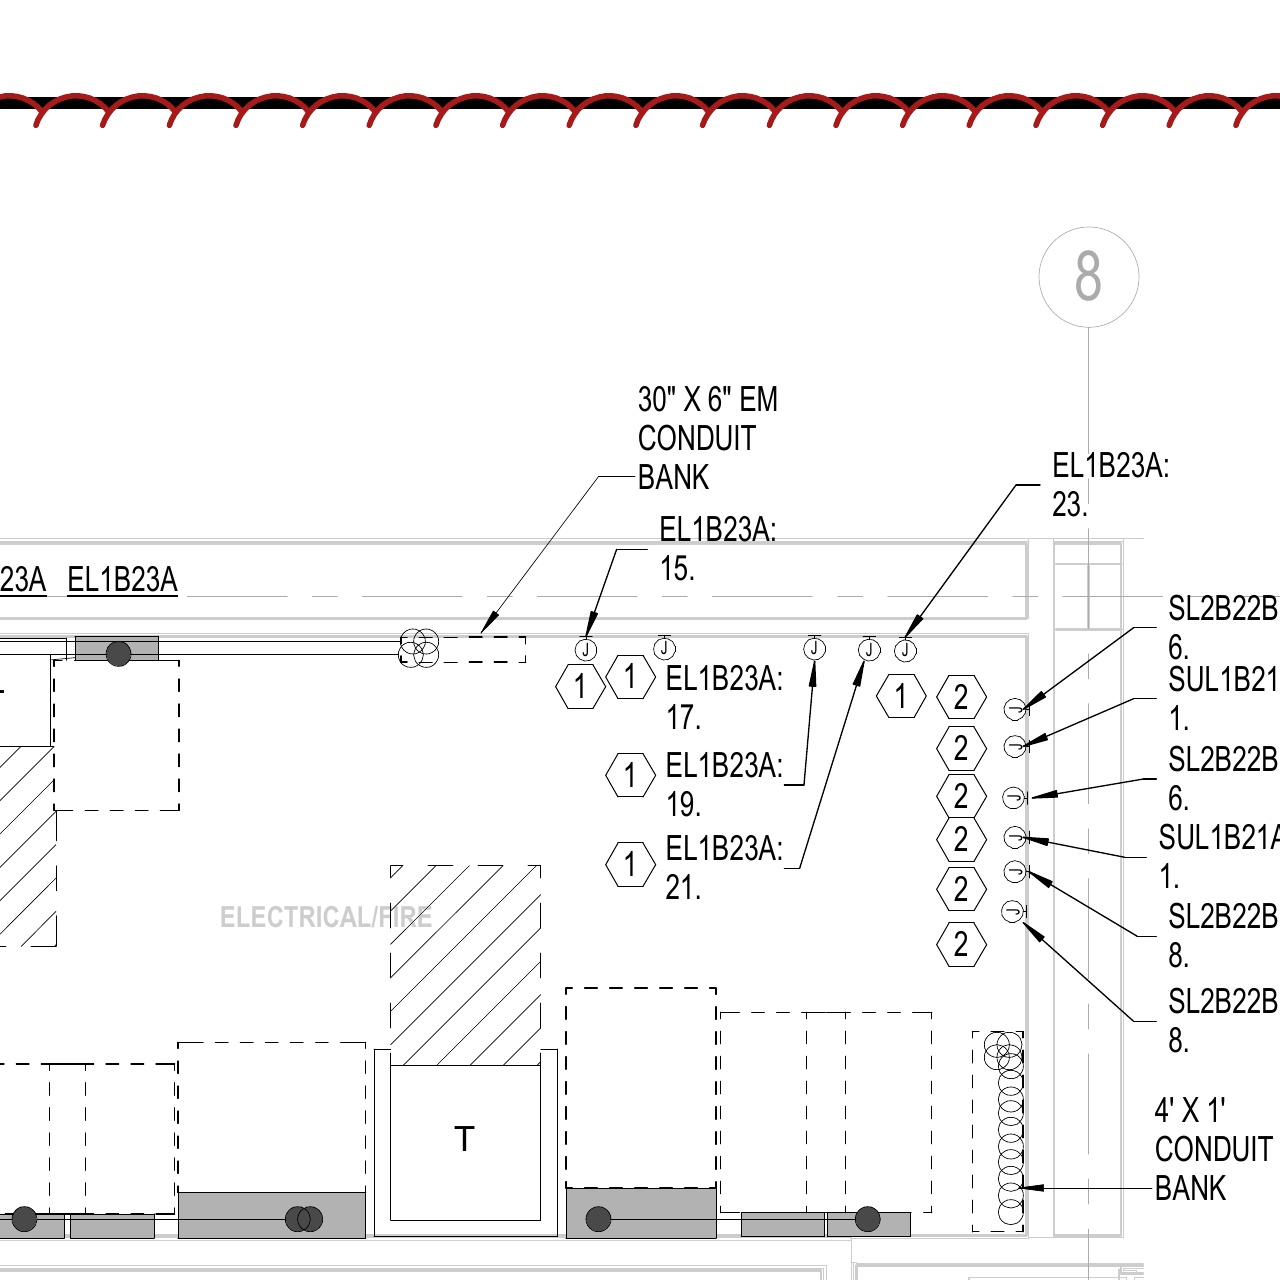 8
30" X 6" EM
CONDUIT
BANK
EL1B23A:
23.
EL1B23A:
15.
23A EL1B23A
SL2B22B
6.
J
J
J
J
J
1
1
EL1B23A:
17.
1
2
SUL1B21
1.
2
1
EL1B23A:
19.
SL2B22B
6.
2
2
SUL1B21A
1.
1
EL1B23A:
21.
2
SL2B22B
8.
ELECTRICAL/FIRE
2
SL2B22B
8.
T
4' X 1'
CONDUIT
BANK